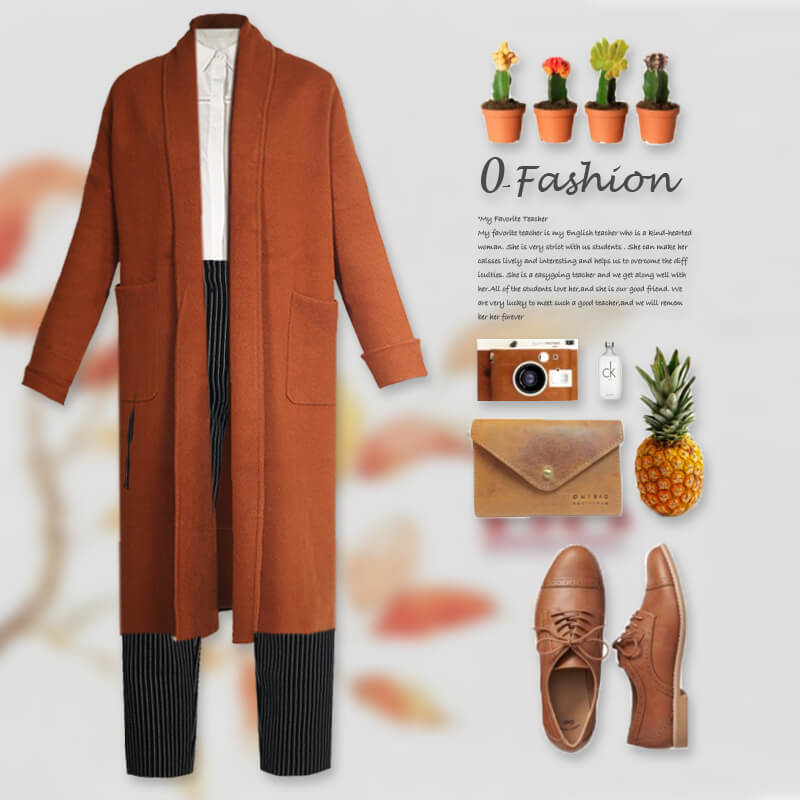 O-Fashion
"My Favorite Teacher
My favorite teacher is my English teacher who is a kind-hearted
woman. She is very strict with us students . She can make her
calsses lively and interesting and helps us to overcome the diff
iculties. She is a easygoing teacher and we get along well with
her.All of the students love her,and she is our good friend. We
are very lucky to meet such a good teacher,and we will remem
ber her forever
ck
OMYBAG